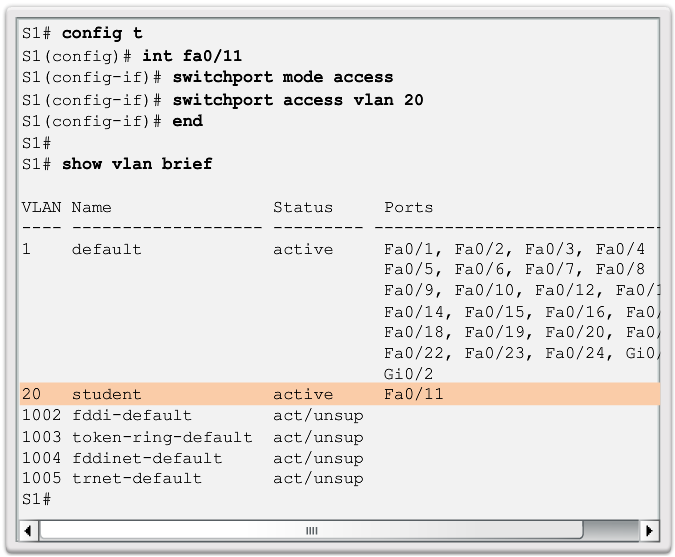 S1# config t
S1(config)# int fa0/11
S1(config-if)# switchport mode access
S1(config-if)# switchport access vlan 20
S1(config-if)# end
S1#
S1# show vlan brief
VLAN Name Status Ports
---- ------------------- --------- -----------------------------
1 default active Fa0/1, Fa0/2, Fa0/3, Fa0/4
Fa0/5, Fa0/6, Fa0/7, Fa0/8
Fa0/9, Fa0/10, Fa0/12, Fa0/1
Fa0/14, Fa0/15, Fa0/16, Fa0/
Fa0/18, Fa0/19, Fa0/20, Fa0/
Fa0/22, Fa0/23, Fa0/24, Gi0/
Gi0/2
20 student active Fa0/11
1002 fddi-default act/unsup
1003 token-ring-default act/unsup
1004 fddinet-default act/unsup
1005 trnet-default act/unsup
S1#